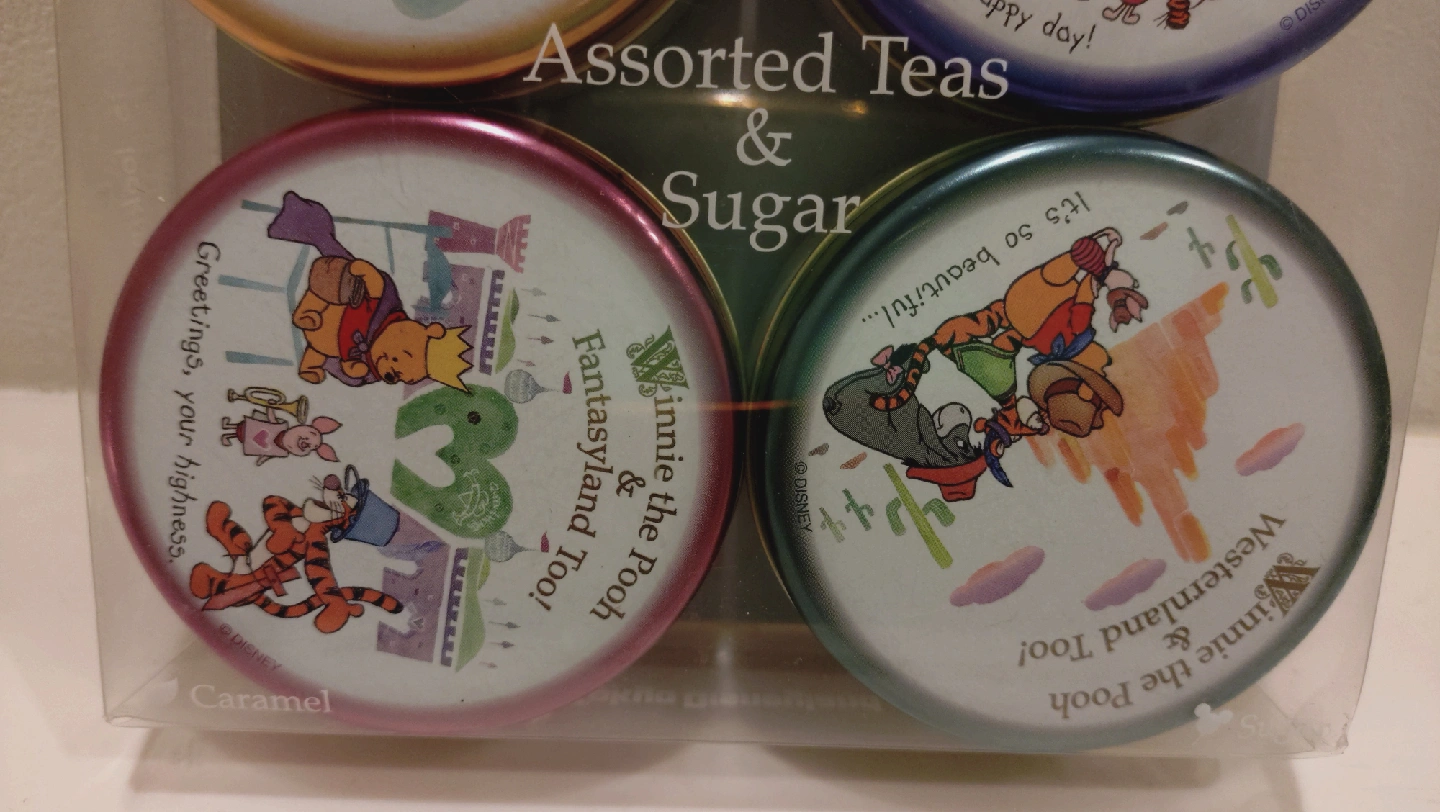 appy day!
© DIS
Assorted Teas
&
Sugar
Winnie the Pooh
&
Fantasyland Too!
Greetings, your highness.
© DISNEY
Caramel
It's so beautiful...
© DISNEY
Winnie the Pooh
&
Westernland Too!